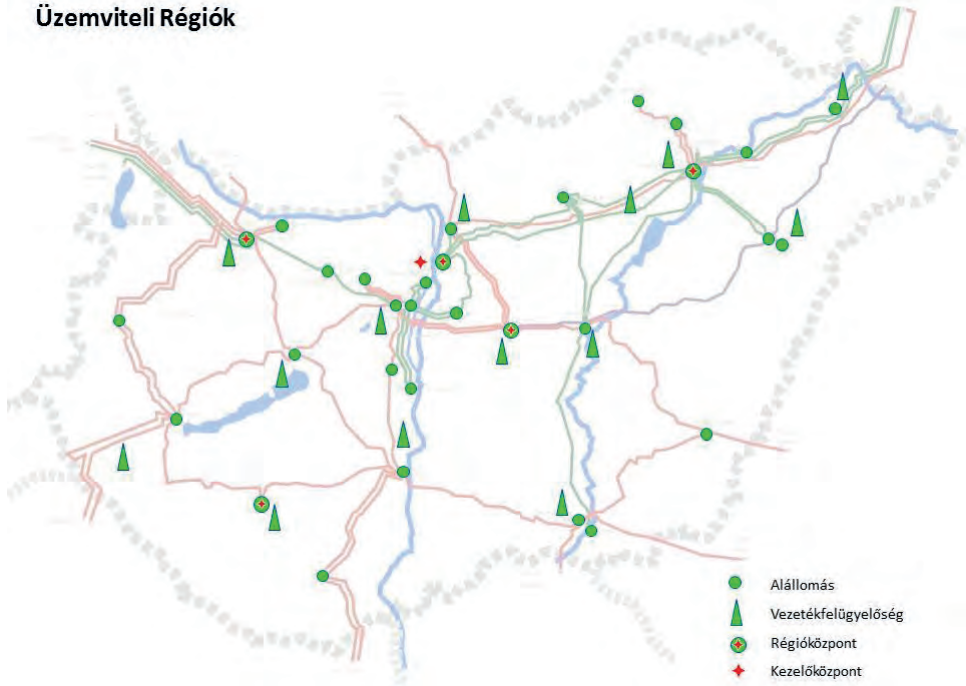 Üzemviteli Régiók
Alállomás
Vezetékfelügyelőség
Régióközpont
Kezelőközpont